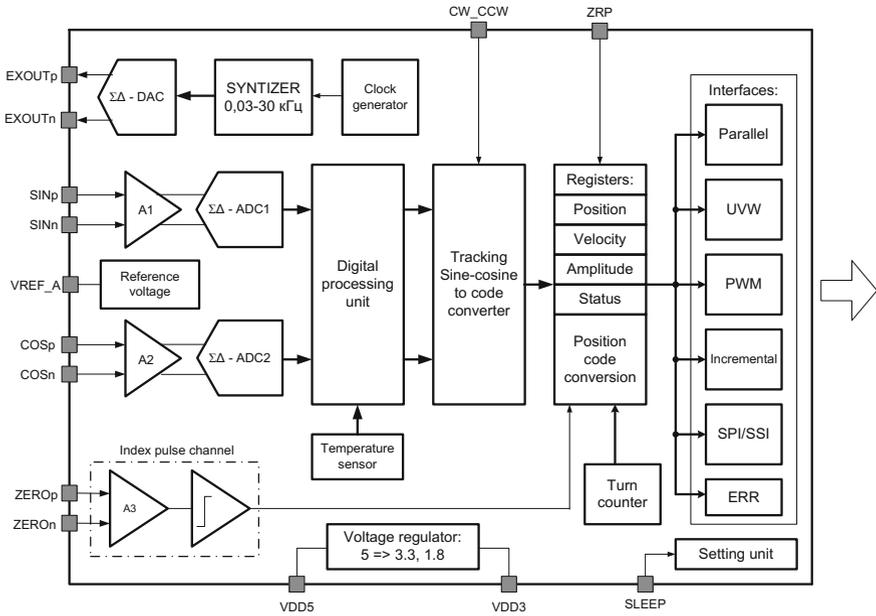 CW_CCW
ZRP
EXOUTp
EXOUTn
ΣΔ - DAC
SYNTIZER
0,03-30 кГц
Clock
generator
Interfaces:
Parallel
UVW
PWM
Incremental
SPI/SSI
ERR
SINp
SINn
A1
ΣΔ - ADC1
VREF_A
Reference
voltage
COSp
COSn
A2
ΣΔ - ADC2
Digital
processing
unit
Tracking
Sine-cosine
to code
converter
Registers:
Position
Velocity
Amplitude
Status
Position
code
conversion
Temperature
sensor
Turn
counter
Index pulse channel
ZEROp
ZEROn
A3
Voltage regulator:
5 => 3.3, 1.8
Setting unit
VDD5
VDD3
SLEEP